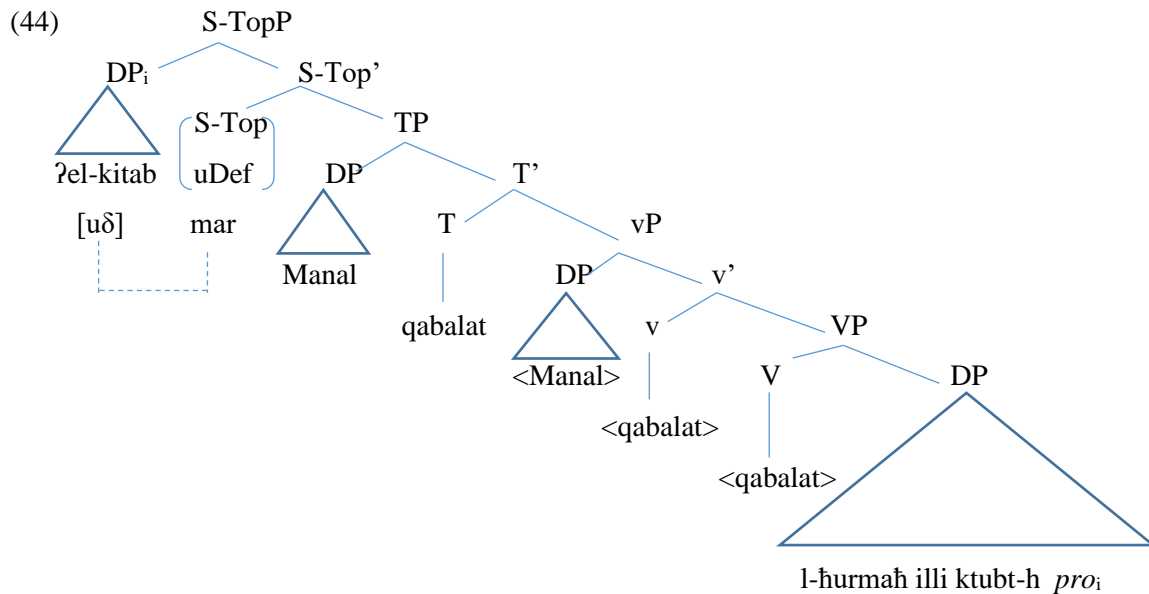 (44) S-TopP
DPᵢ S-Top’
S-Top TP
ʔel-kitab uDef DP T’
[uδ] mar T vP
Manal DP v’
qabalat v VP
<Manal> V DP
<qabalat>
<qabalat>
l-ħurmaħ illi ktubt-h proᵢ